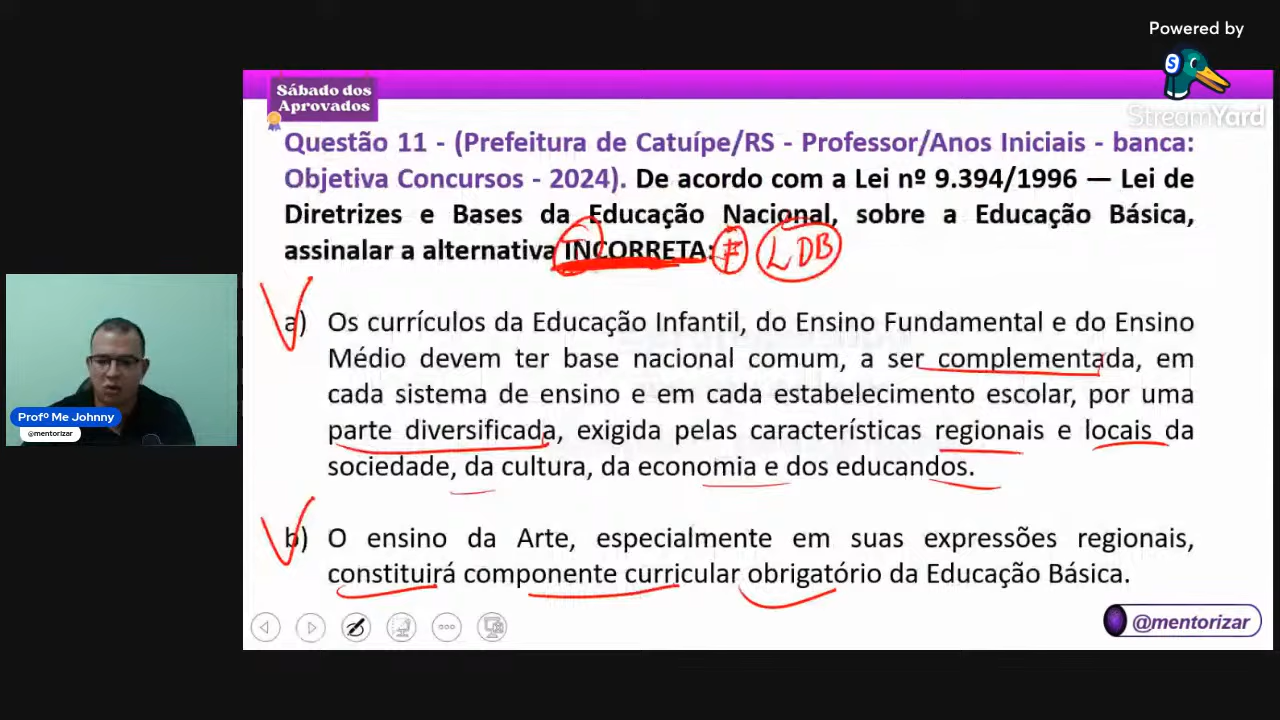 Powered by
S
StreamYard
Sábado dos
Aprovados
Questão 11 - (Prefeitura de Catuípe/RS - Professor/Anos Iniciais - banca:
Objetiva Concursos - 2024). De acordo com a Lei nº 9.394/1996 — Lei de
Diretrizes e Bases da Educação Nacional, sobre a Educação Básica,
assinalar a alternativa INCORRETA: F LDB
a) Os currículos da Educação Infantil, do Ensino Fundamental e do Ensino
Médio devem ter base nacional comum, a ser complementada, em
cada sistema de ensino e em cada estabelecimento escolar, por uma
parte diversificada, exigida pelas características regionais e locais da
sociedade, da cultura, da economia e dos educandos.
b) O ensino da Arte, especialmente em suas expressões regionais,
constituirá componente curricular obrigatório da Educação Básica.
Profº Me Johnny
@mentorizar
@mentorizar